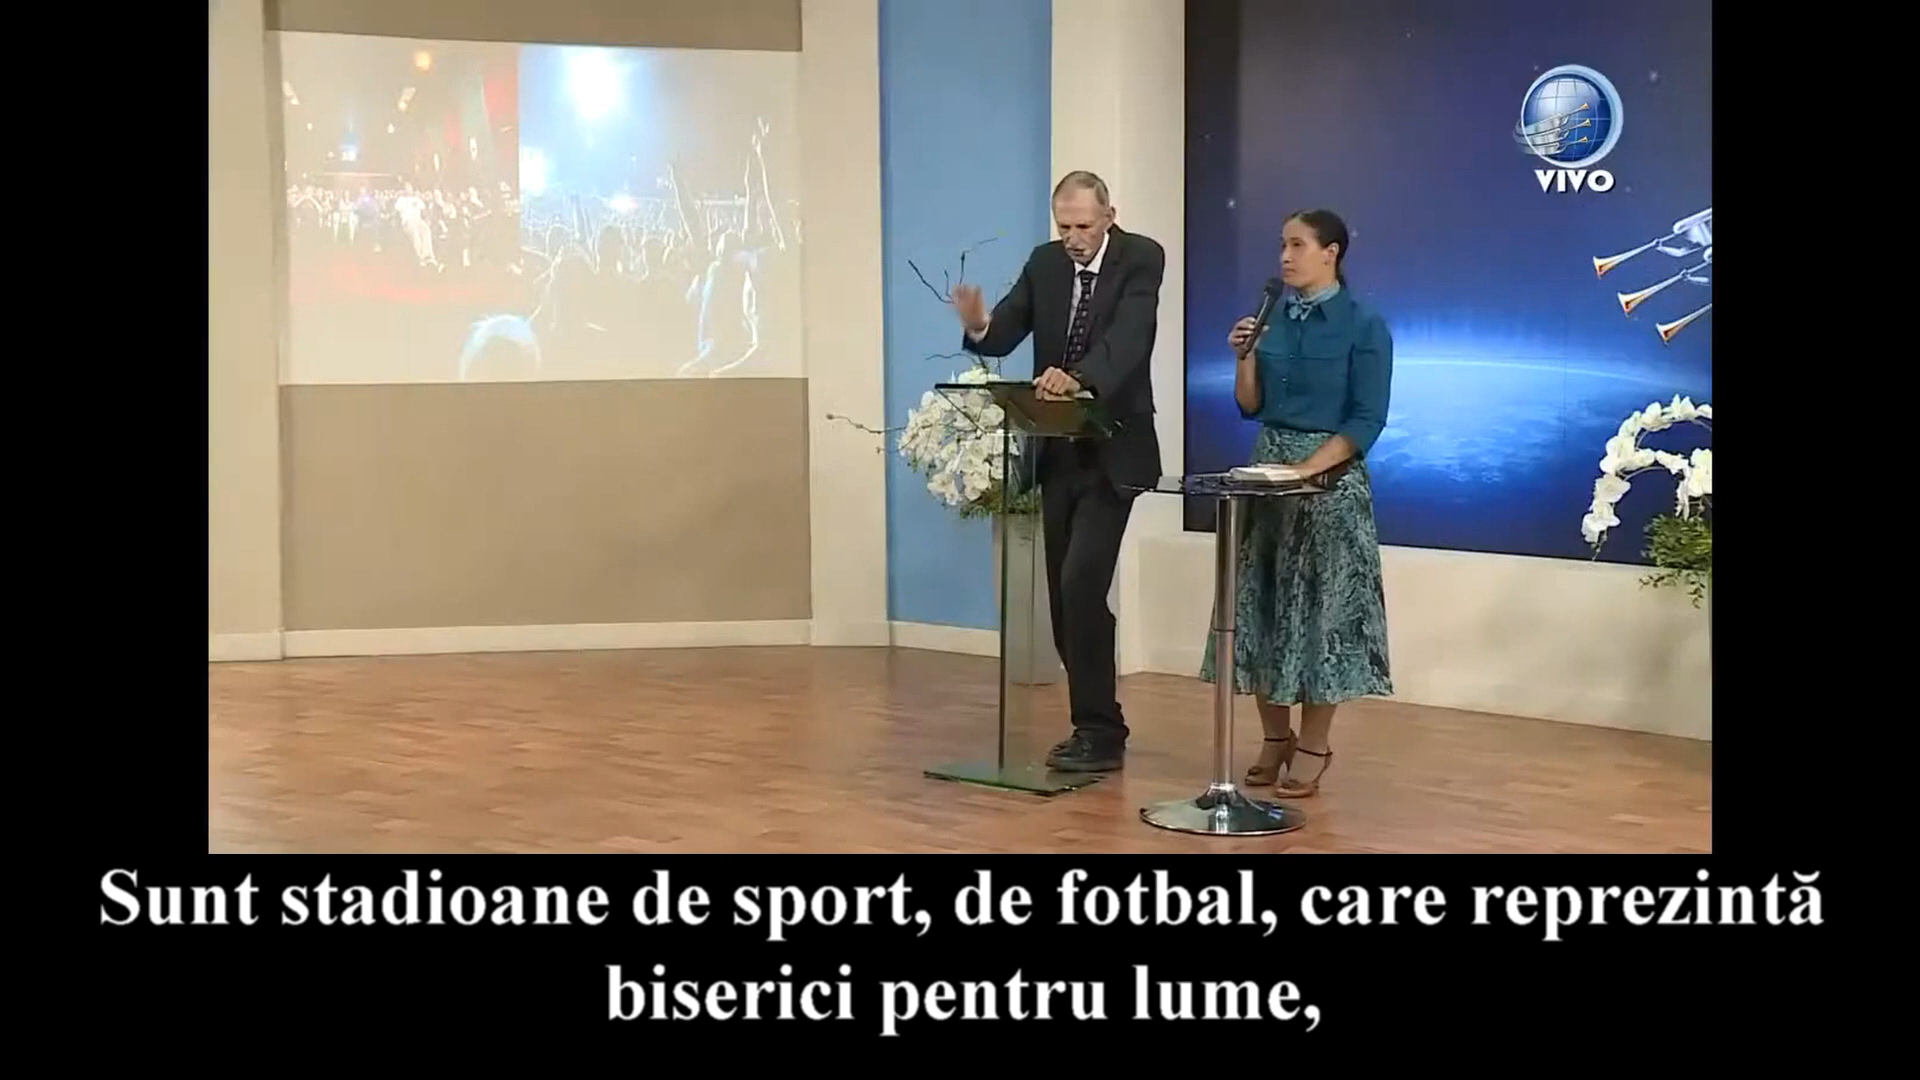 VIVO
Sunt stadioane de sport, de fotbal, care reprezintă
biserici pentru lume,